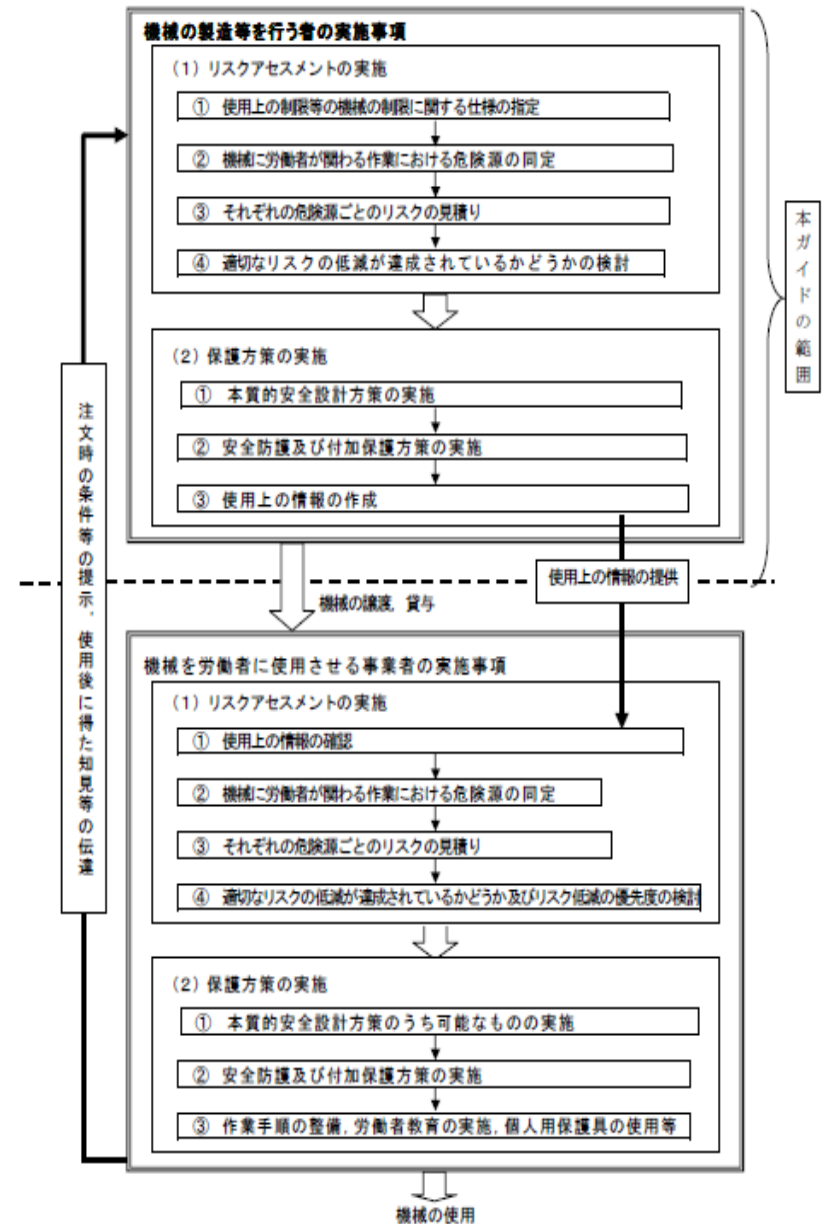 機械の製造等を行う者の実施事項
(1) リスクアセスメントの実施
① 使用上の制限等の機械の制限に関する仕様の指定
② 機械に労働者が関わる作業における危険源の同定
③ それぞれの危険源ごとのリスクの見積り
④ 適切なリスクの低減が達成されているかどうかの検討
(2) 保護方策の実施
① 本質的安全設計方策の実施
② 安全防護及び付加保護方策の実施
③ 使用上の情報の作成
本ガイドの範囲
注文時の条件等の提示、使用後に得た知見等の伝達
使用上の情報の提供
機械の譲渡, 貸与
機械を労働者に使用させる事業者の実施事項
(1) リスクアセスメントの実施
① 使用上の情報の確認
② 機械に労働者が関わる作業における危険源の同定
③ それぞれの危険源ごとのリスクの見積り
④ 適切なリスクの低減が達成されているかどうか及びリスク低減の優先度の検討
(2) 保護方策の実施
① 本質的安全設計方策のうち可能なものの実施
② 安全防護及び付加保護方策の実施
③ 作業手順の整備, 労働者教育の実施, 個人用保護具の使用等
機械の使用